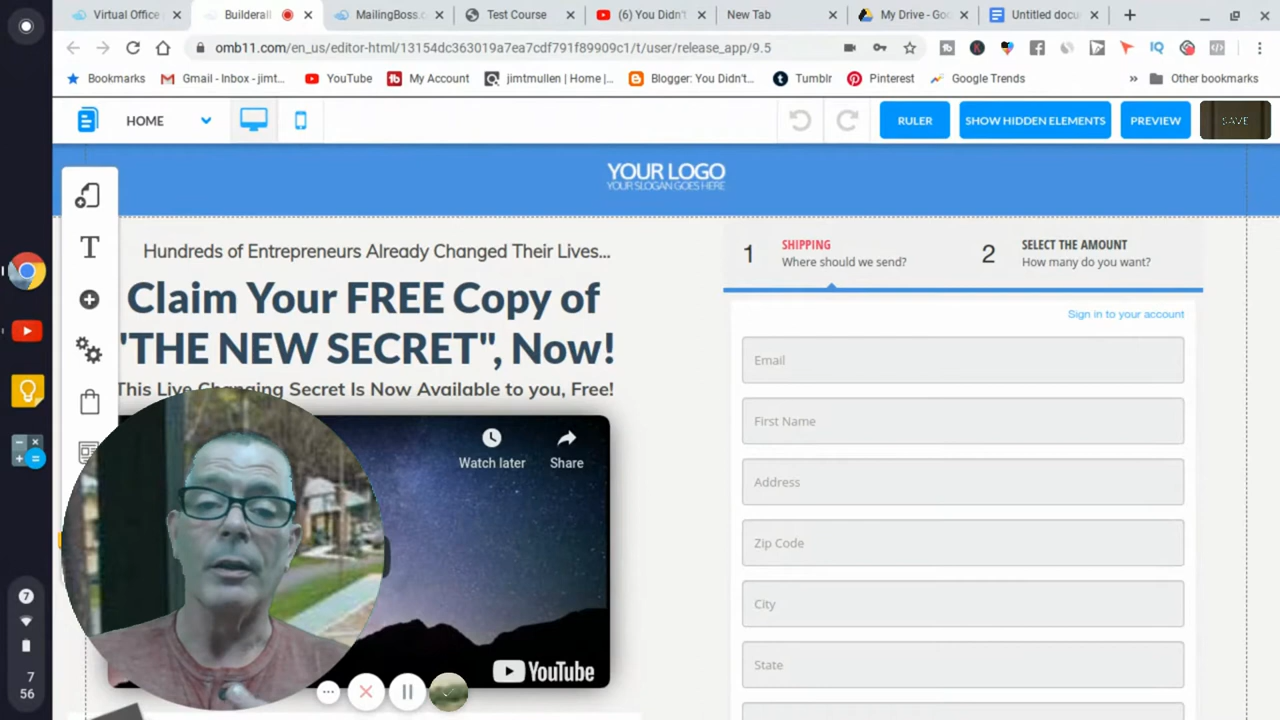 Virtual Office
Builderall
MailingBoss.c
Test Course
(6) You Didn'
New Tab
My Drive - Goo
Untitled docu
omb11.com/en_us/editor-html/13154dc363019a7ea7cdf791f89909c1/t/user/release_app/9.5
Bookmarks
Gmail - Inbox - jimt...
YouTube
My Account
jimtmullen | Home |...
Blogger: You Didn't...
Tumblr
Pinterest
Google Trends
»
Other bookmarks
HOME
RULER
SHOW HIDDEN ELEMENTS
PREVIEW
SAVE
YOUR LOGO
YOUR SLOGAN GOES HERE
Hundreds of Entrepreneurs Already Changed Their Lives...
Claim Your FREE Copy of
"THE NEW SECRET", Now!
This Live Changing Secret Is Now Available to you, Free!
Watch later
Share
YouTube
1
SHIPPING
Where should we send?
2
SELECT THE AMOUNT
How many do you want?
Sign in to your account
Email
First Name
Address
Zip Code
City
State
7
7
56